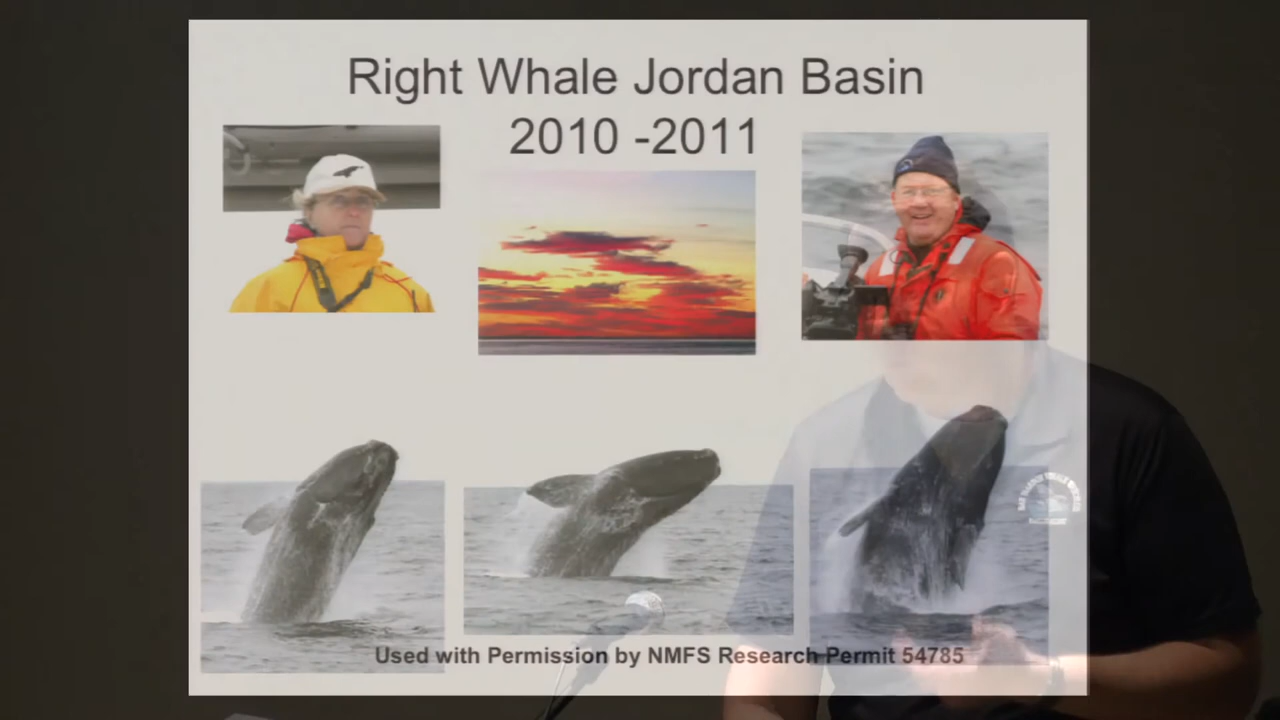 Right Whale Jordan Basin
2010 -2011
Used with Permission by NMFS Research Permit 54785